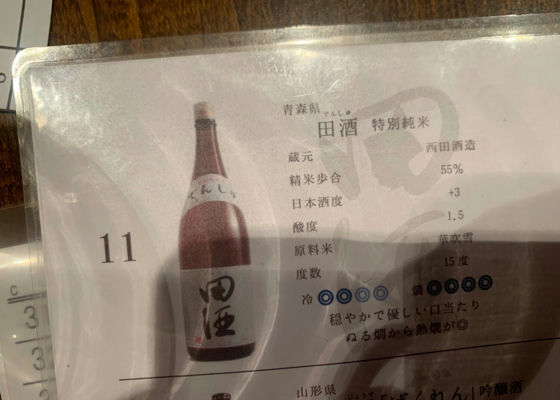 青森県
でんしゅ
田酒 特別純米
蔵元 西田酒造
精米歩合 55%
日本酒度 +3
酸度 1.5
原料米 華吹雪
度数 15度
冷◎◎◎◎ 燗◎◎◎◎
穏やかで優しい口当たり
ぬる燗から熱燗が◎
11
でんしゅ
田酒
山形県
吟醸酒
C
3
3
3